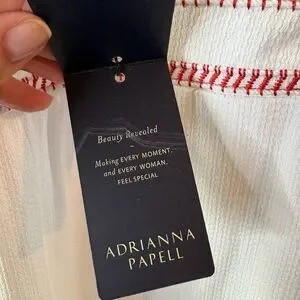 Beauty Revealed
Making EVERY MOMENT,
and EVERY WOMAN,
FEEL SPECIAL
ADRIANNA
PAPELL